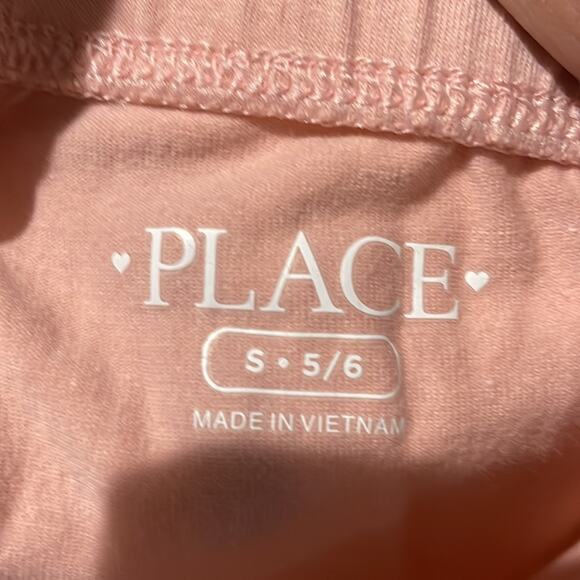 ♥PLACE♥
S • 5/6
MADE IN VIETNAM